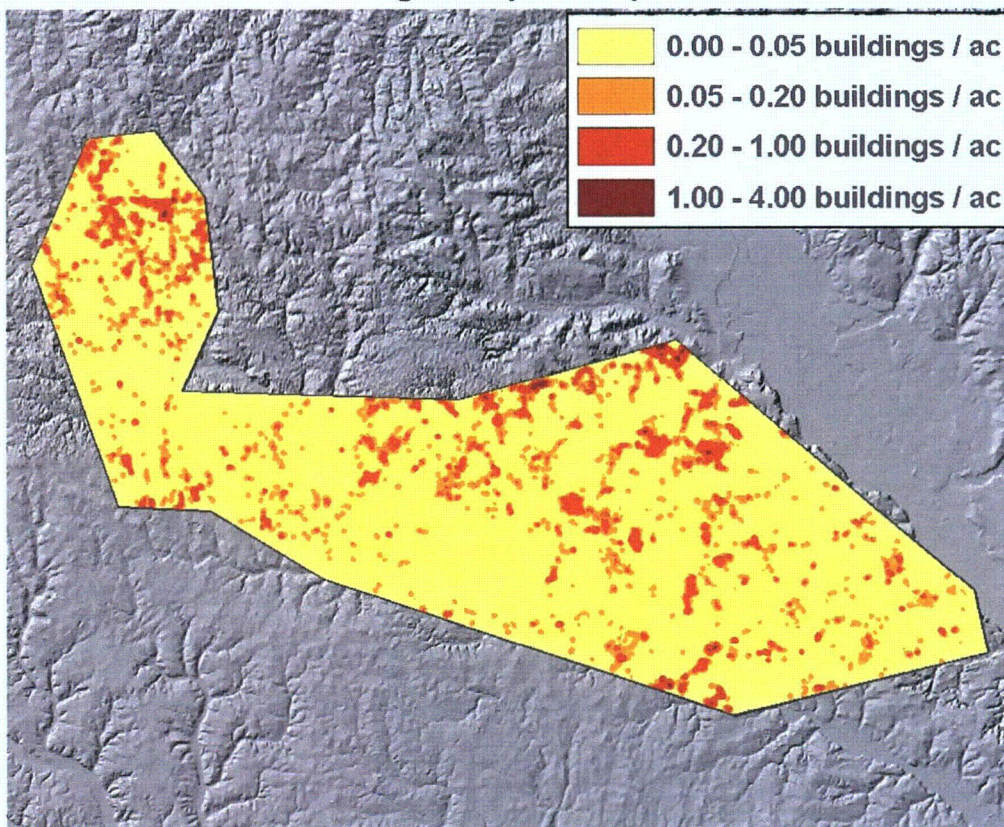 0.00 - 0.05 buildings / ac
0.05 - 0.20 buildings / ac
0.20 - 1.00 buildings / ac
1.00 - 4.00 buildings / ac